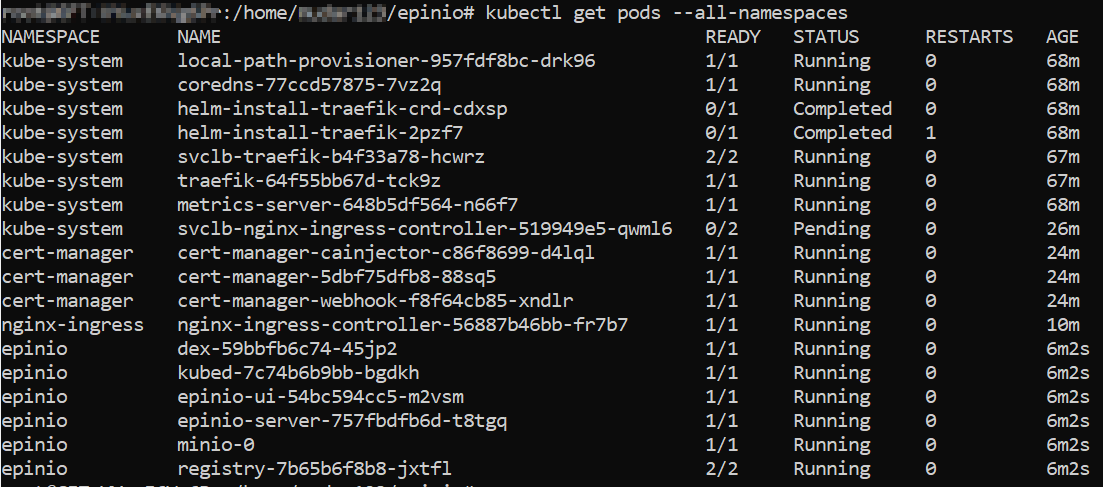 :/home/ /epinio# kubectl get pods --all-namespaces
NAMESPACE NAME READY STATUS RESTARTS AGE
kube-system local-path-provisioner-957fdf8bc-drk96 1/1 Running 0 68m
kube-system coredns-77ccd57875-7vz2q 1/1 Running 0 68m
kube-system helm-install-traefik-crd-cdxsp 0/1 Completed 0 68m
kube-system helm-install-traefik-2pzf7 0/1 Completed 1 68m
kube-system svclb-traefik-b4f33a78-hcwrz 2/2 Running 0 67m
kube-system traefik-64f55bb67d-tck9z 1/1 Running 0 67m
kube-system metrics-server-648b5df564-n66f7 1/1 Running 0 68m
kube-system svclb-nginx-ingress-controller-519949e5-qwml6 0/2 Pending 0 26m
cert-manager cert-manager-cainjector-c86f8699-d4lql 1/1 Running 0 24m
cert-manager cert-manager-5dbf75dfb8-88sq5 1/1 Running 0 24m
cert-manager cert-manager-webhook-f8f64cb85-xndlr 1/1 Running 0 24m
nginx-ingress nginx-ingress-controller-56887b46bb-fr7b7 1/1 Running 0 10m
epinio dex-59bbfb6c74-45jp2 1/1 Running 0 6m2s
epinio kubed-7c74b6b9bb-bgdkh 1/1 Running 0 6m2s
epinio epinio-ui-54bc594cc5-m2vsm 1/1 Running 0 6m2s
epinio epinio-server-757fbdfb6d-t8tgq 1/1 Running 0 6m2s
epinio minio-0 1/1 Running 0 6m2s
epinio registry-7b65b6f8b8-jxtfl 2/2 Running 0 6m2s